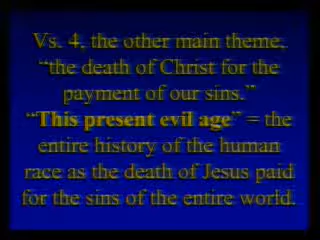 Vs. 4, the other main theme,
“the death of Christ for the
payment of our sins.”
“This present evil age” = the
entire history of the human
race as the death of Jesus paid
for the sins of the entire world.